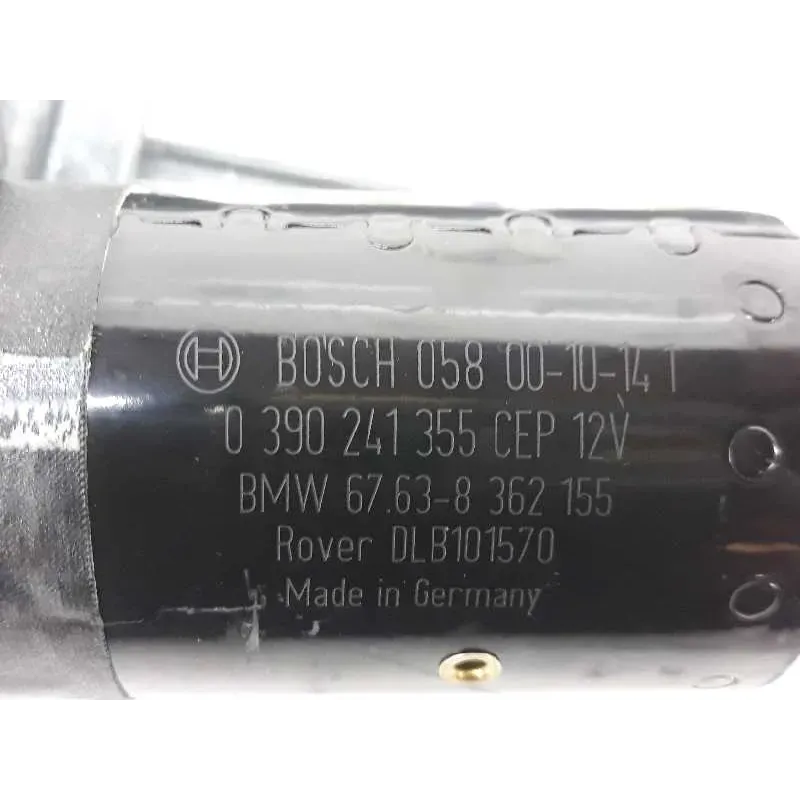 BOSCH 058 00-10-14 1
0 390 241 355 CEP 12V
BMW 67.63-8 362 155
Rover DLB101570
Made in Germany